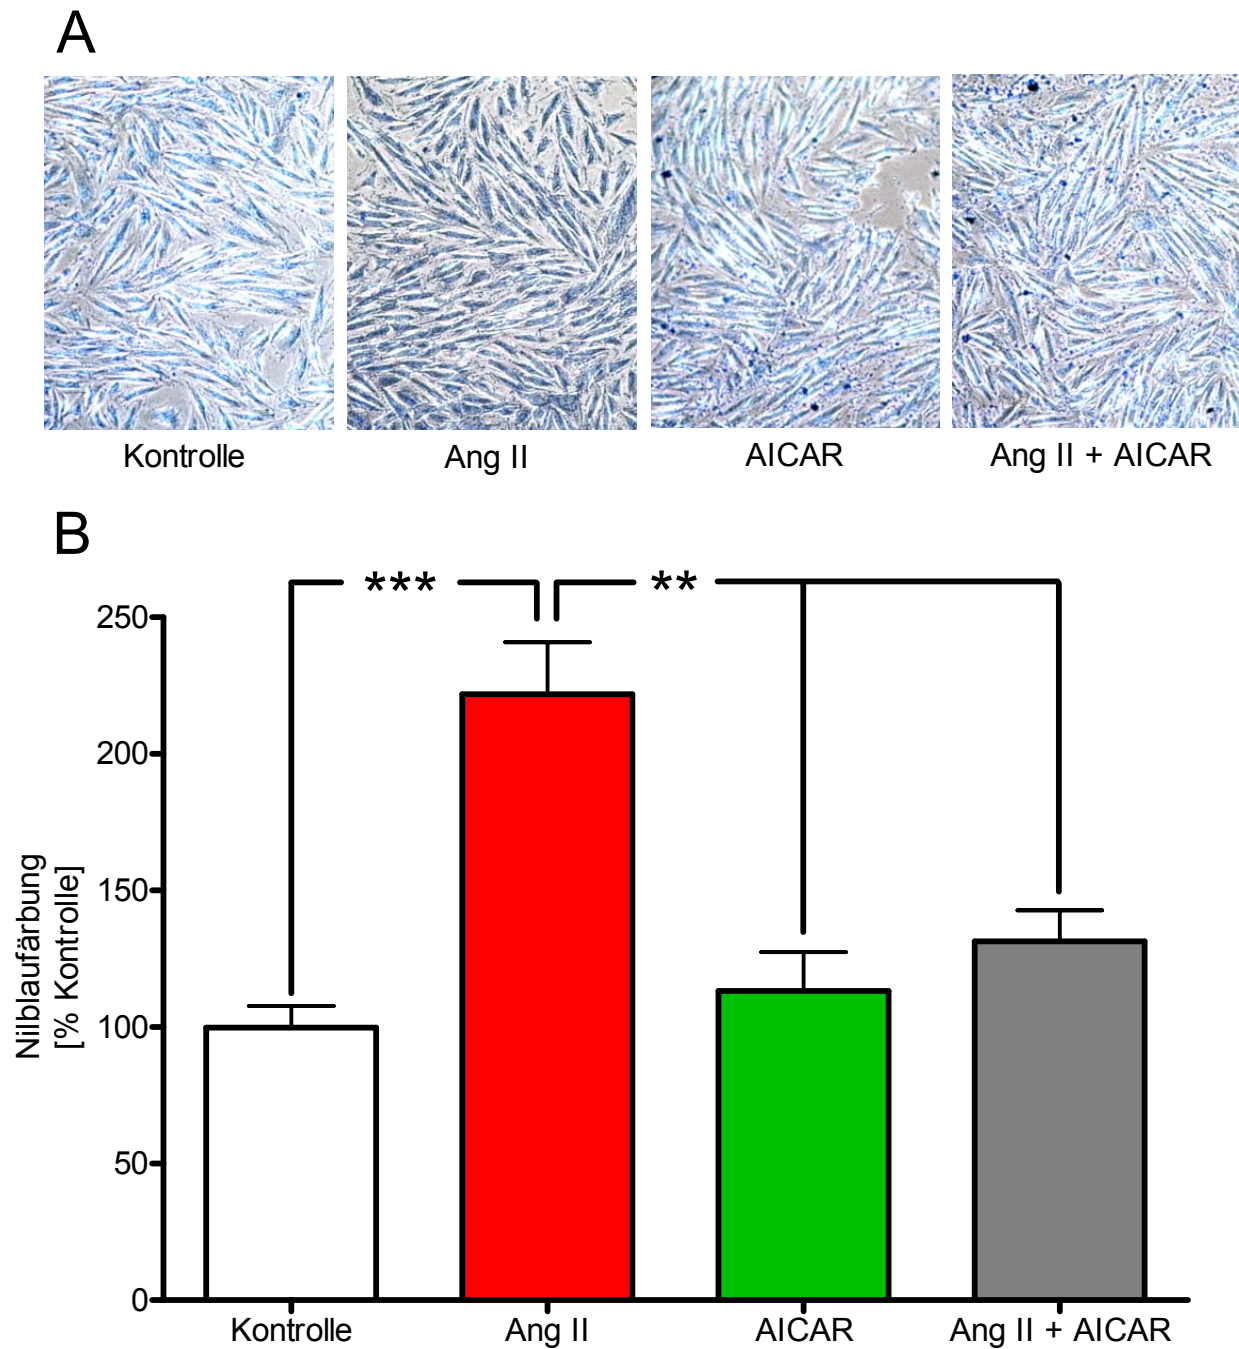 A
Kontrolle
Ang II
AICAR
Ang II + AICAR
B
*** 
**
250
200
150
100
50
0
Nilblaufärbung
[% Kontrolle]
Kontrolle
Ang II
AICAR
Ang II + AICAR